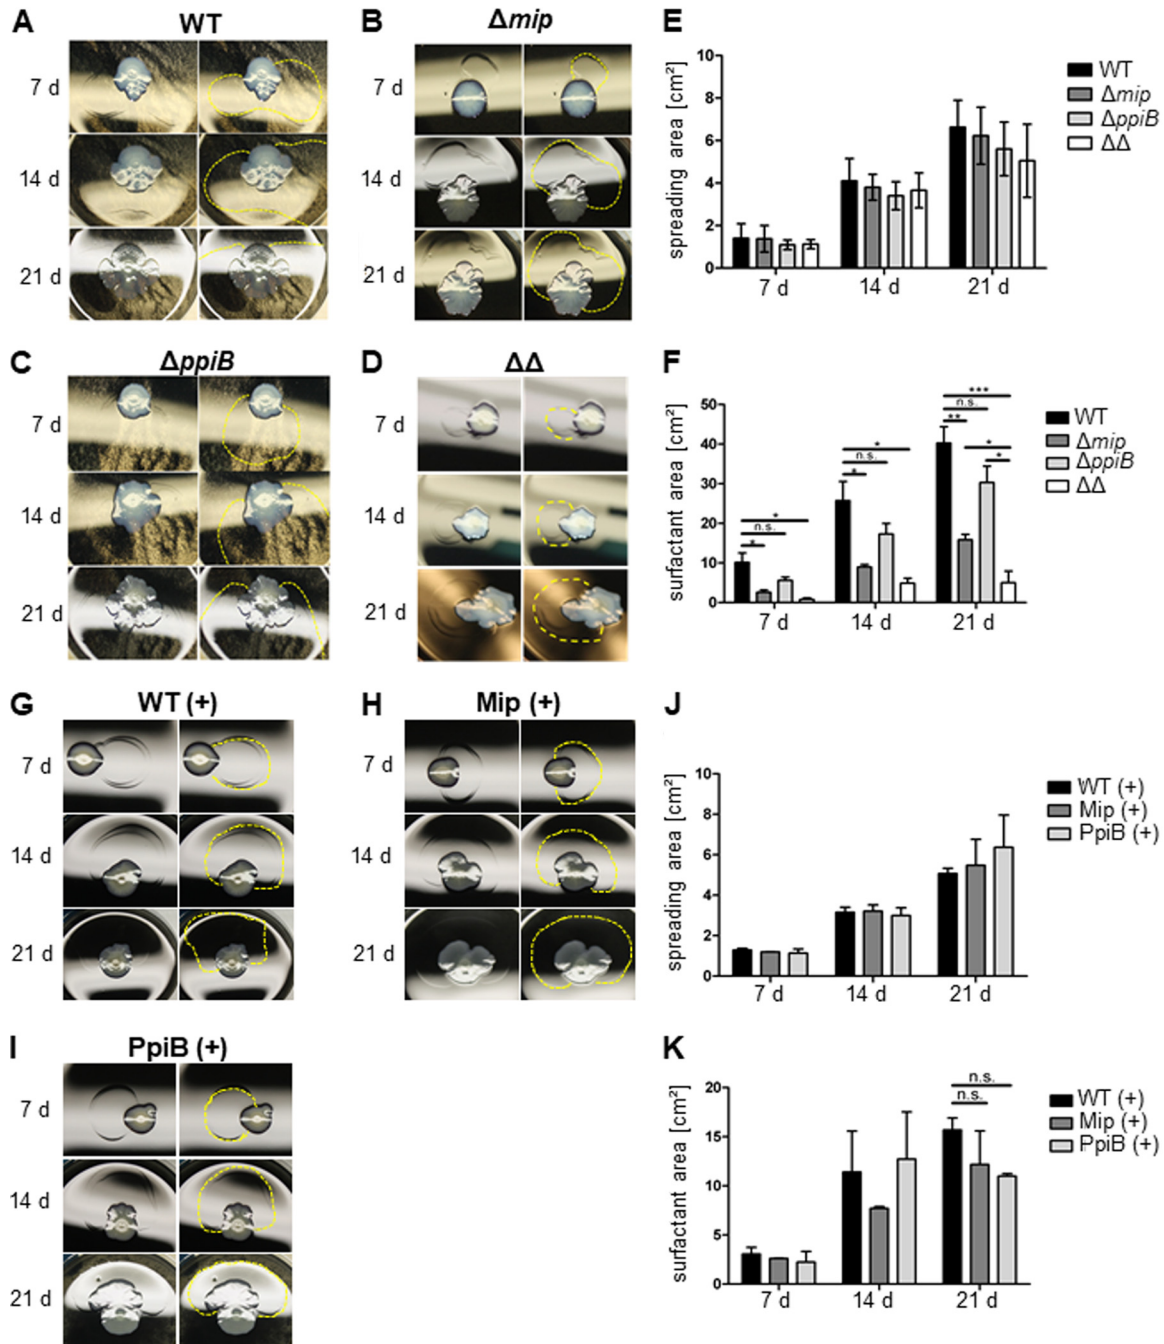 A
WT
7 d
14 d
21 d
B
Δmip
7 d
14 d
21 d
E
spreading area [cm²]
10
8
6
4
2
0
7 d
14 d
21 d
WT
Δmip
ΔppiB
ΔΔ
C
ΔppiB
7 d
14 d
21 d
D
ΔΔ
7 d
14 d
21 d
F
surfactant area [cm²]
50
40
30
20
10
0
*
n.s.
*
*
n.s.
*
***
n.s.
**
*
*
7 d
14 d
21 d
WT
Δmip
ΔppiB
ΔΔ
G
WT (+)
7 d
14 d
21 d
H
Mip (+)
7 d
14 d
21 d
J
spreading area [cm²]
10
8
6
4
2
0
7 d
14 d
21 d
WT (+)
Mip (+)
PpiB (+)
I
PpiB (+)
7 d
14 d
21 d
K
surfactant area [cm²]
20
15
10
5
0
n.s.
n.s.
7 d
14 d
21 d
WT (+)
Mip (+)
PpiB (+)